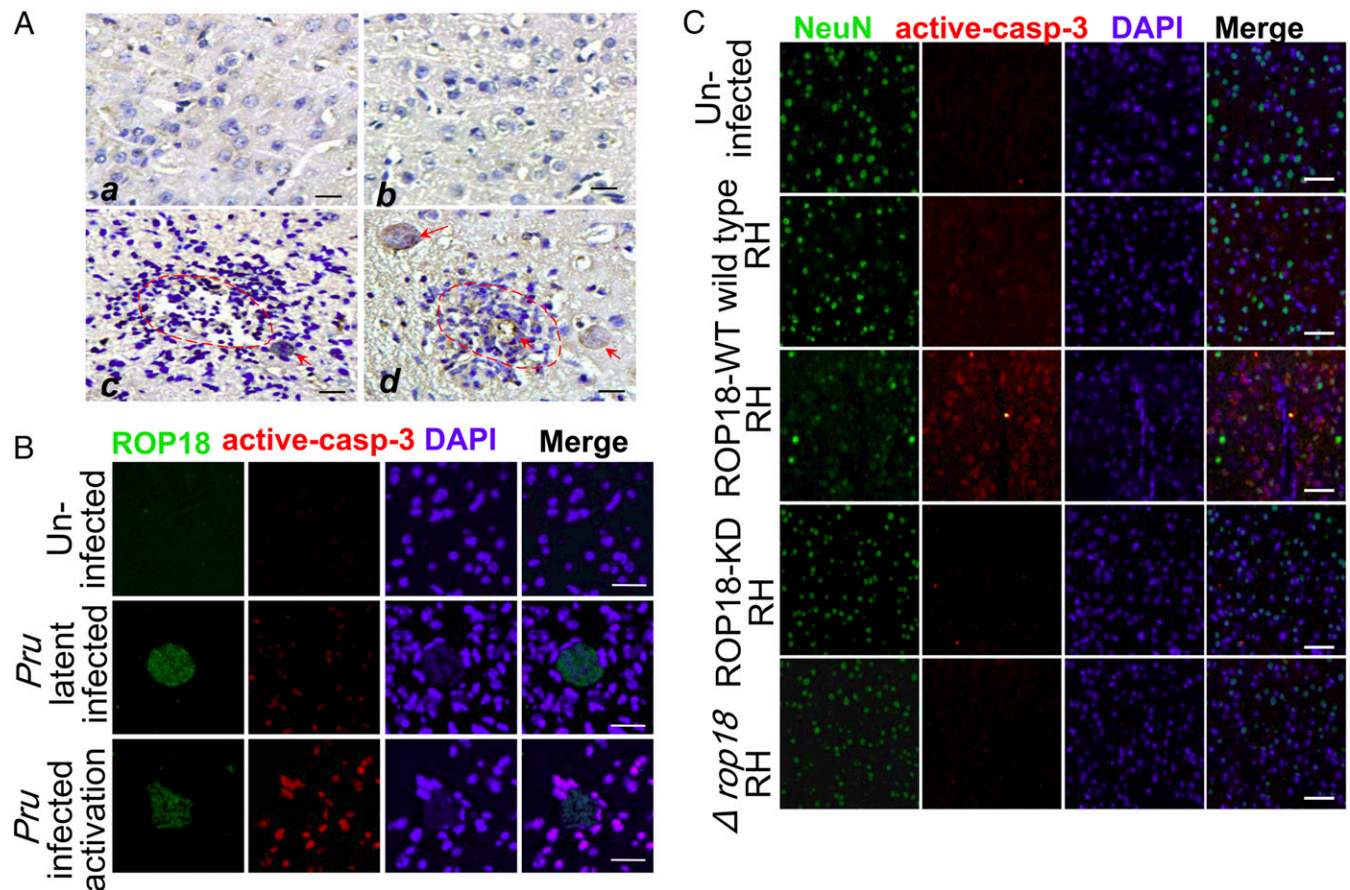 A
a
b
c
d
B
ROP18 active-casp-3 DAPI Merge
Un-
infected
Pru
latent
infected
Pru
infected
activation
C
NeuN active-casp-3 DAPI Merge
Un-
infected
wild type
RH
ROP18-WT
RH
ROP18-KD
RH
Δ rop18
RH